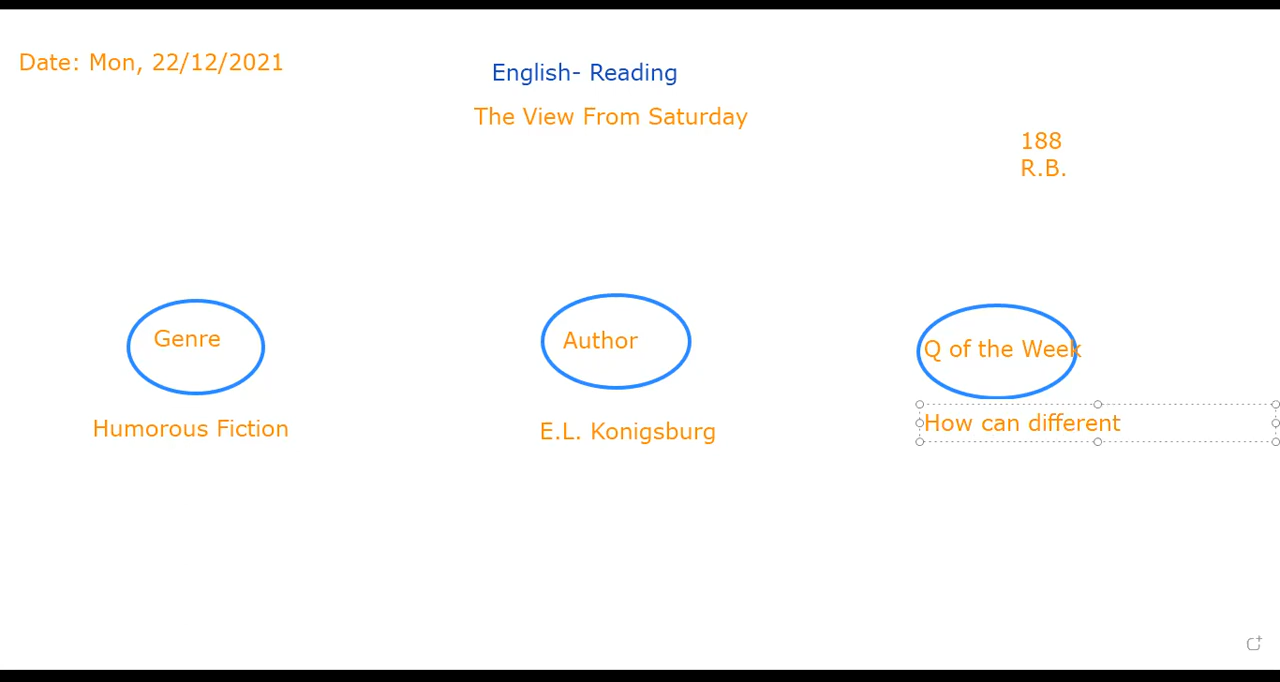 Date: Mon, 22/12/2021
English- Reading
The View From Saturday
188
R.B.
Genre
Author
Q of the Week
Humorous Fiction
E.L. Konigsburg
How can different